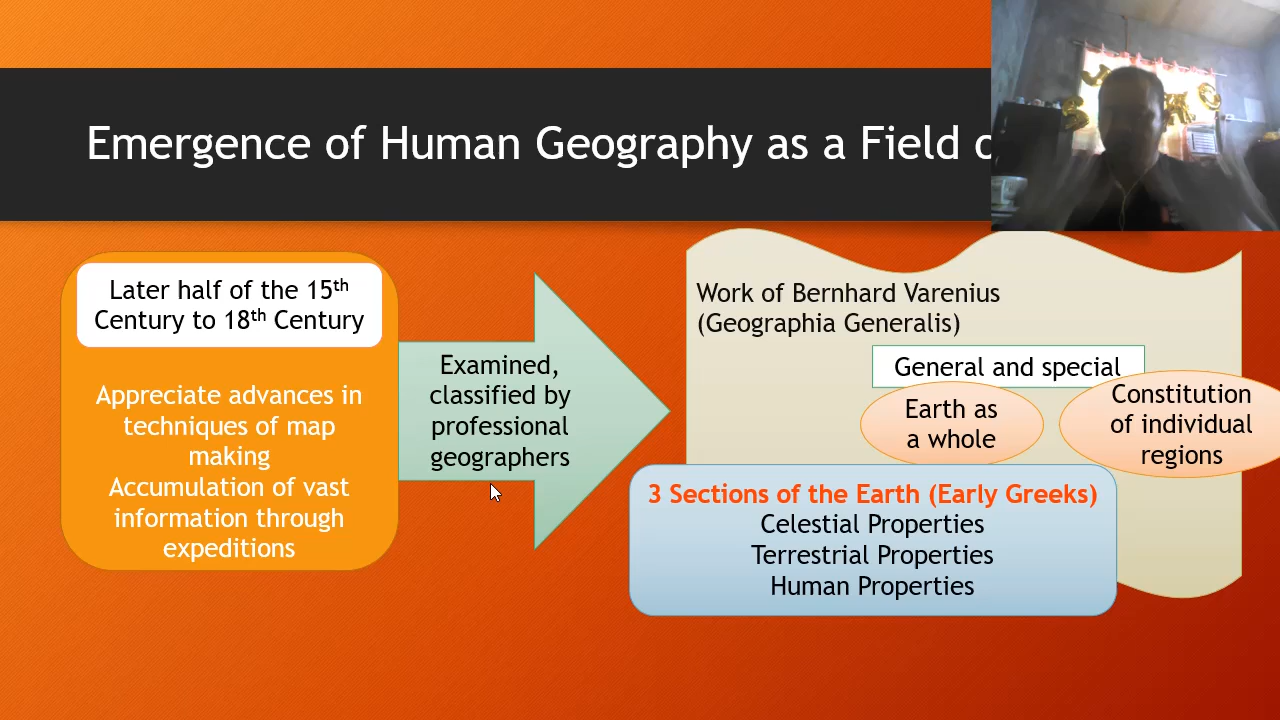 Emergence of Human Geography as a Field
Later half of the 15th
Century to 18th Century
Appreciate advances in
techniques of map
making
Accumulation of vast
information through
expeditions
Examined,
classified by
professional
geographers
Work of Bernhard Varenius
(Geographia Generalis)
General and special
Earth as
a whole
Constitution
of individual
regions
3 Sections of the Earth (Early Greeks)
Celestial Properties
Terrestrial Properties
Human Properties